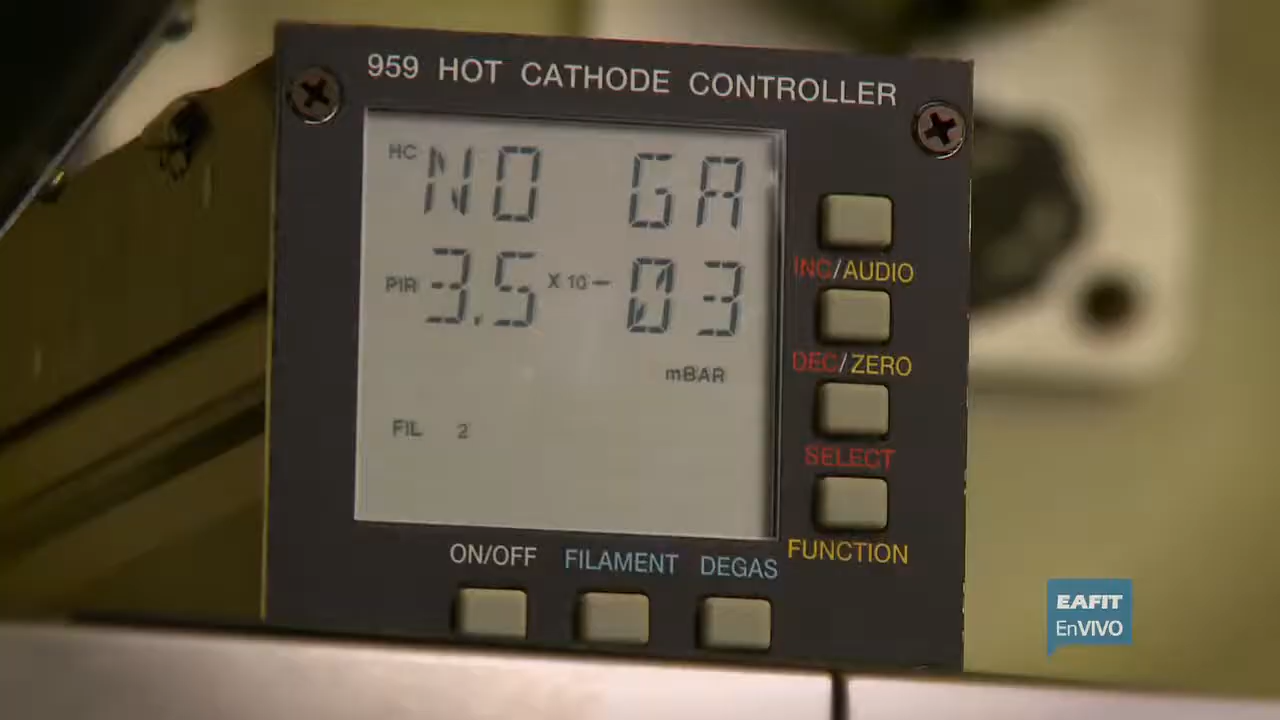 959 HOT CATHODE CONTROLLER
HC NO GA
PIR 3.5 X 10 - 03
mBAR
FIL 2
INC/AUDIO
DEC/ZERO
SELECT
FUNCTION
ON/OFF FILAMENT DEGAS
EAFIT
EnVIVO